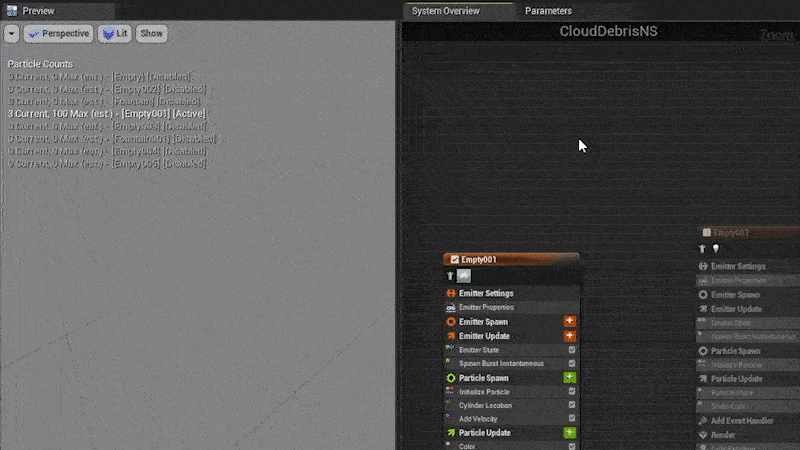 Preview
System Overview
Parameters
Perspective
Lit
Show
CloudDebrisNS
Zoom
Particle Counts
0 Current, 0 Max (est.) - [Empty] [Disabled]
0 Current, 0 Max (est.) - [Empty002] [Disabled]
0 Current, 0 Max (est.) - [Fountain] [Disabled]
3 Current, 100 Max (est.) - [Empty001] [Active]
0 Current, 0 Max (est.) - [Disabled]
0 Current, 0 Max (est.) - [Fountain001] [Disabled]
0 Current, 0 Max (est.) - [Empty004] [Disabled]
0 Current, 0 Max (est.) - [Empty005] [Disabled]
Empty001
Emitter Settings
Emitter Properties
Emitter Spawn
Emitter Update
Emitter State
Spawn Burst Instantaneous
Particle Spawn
Initialize Particle
Cylinder Location
Add Velocity
Particle Update
Color
Emitter Settings
Emitter Properties
Emitter Spawn
Emitter Update
Emitter State
Spawn Burst Instantaneous
Particle Spawn
Initialize Particle
Particle Update
Particle State
Add Event Handler
Render